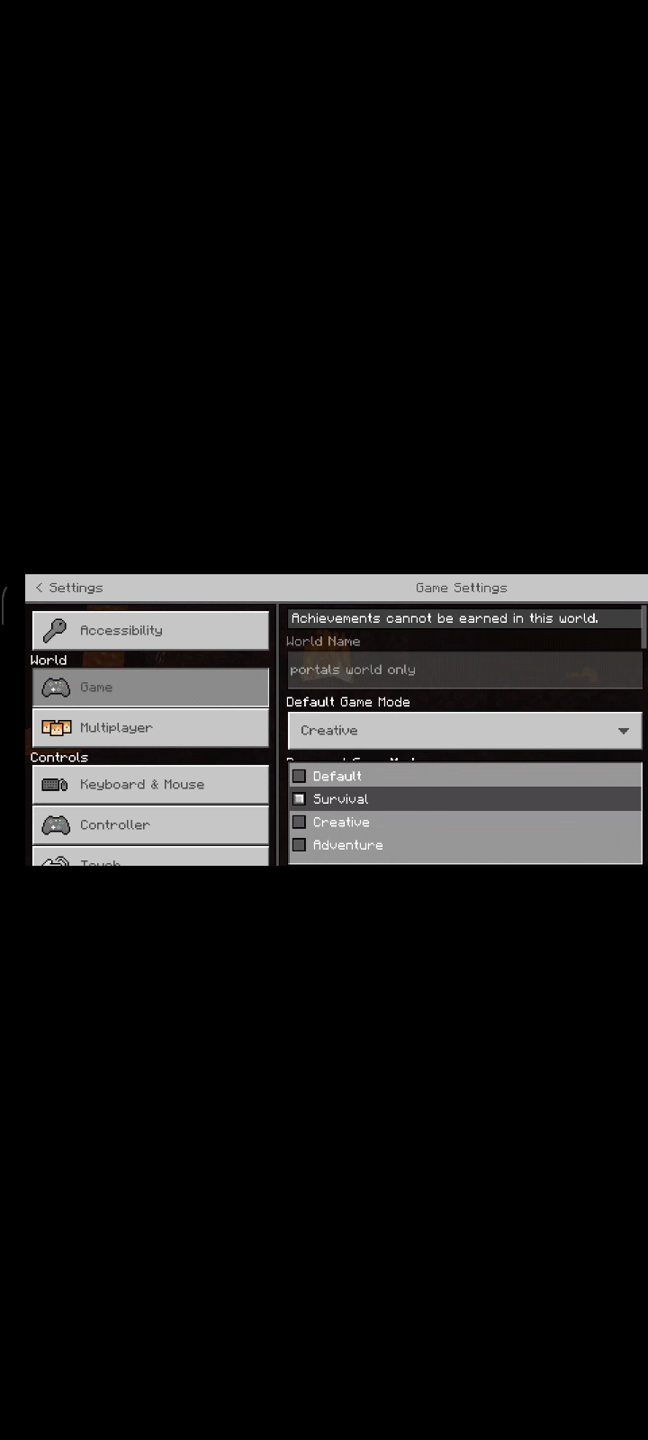 Settings
Game Settings
Accessibility
World
Game
Multiplayer
Controls
Keyboard & Mouse
Controller
Touch
Achievements cannot be earned in this world.
World Name
portals world only
Default Game Mode
Creative
Default
Survival
Creative
Adventure